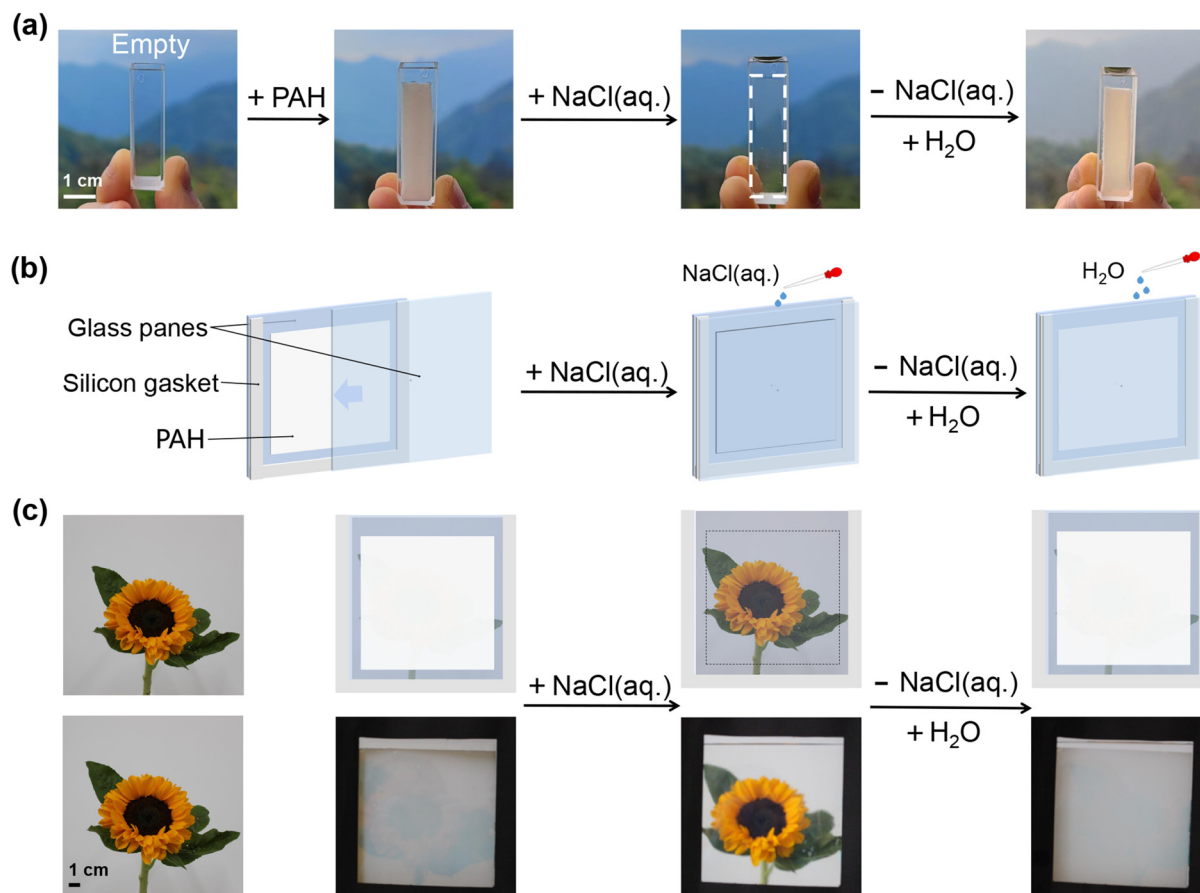 (a)
Empty
1 cm
+ PAH
+ NaCl(aq.)
− NaCl(aq.)
+ H₂O
(b)
Glass panes
Silicon gasket
PAH
+ NaCl(aq.)
NaCl(aq.)
− NaCl(aq.)
+ H₂O
H₂O
(c)
1 cm
+ NaCl(aq.)
− NaCl(aq.)
+ H₂O